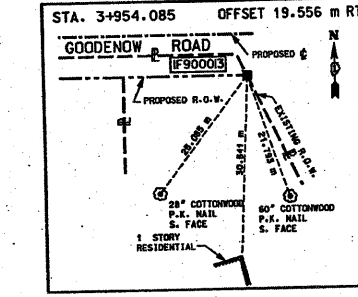 STA. 3+954.085 OFFSET 19.556 m RT
GOODENOW ROAD
PROPOSED ℄
IF900013
N
PROPOSED R.O.W.
EXISTING R.O.W.
30.841 m
28" COTTONWOOD
P.K. NAIL
S. FACE
60" COTTONWOOD
P.K. NAIL
S. FACE
1 STORY
RESIDENTIAL